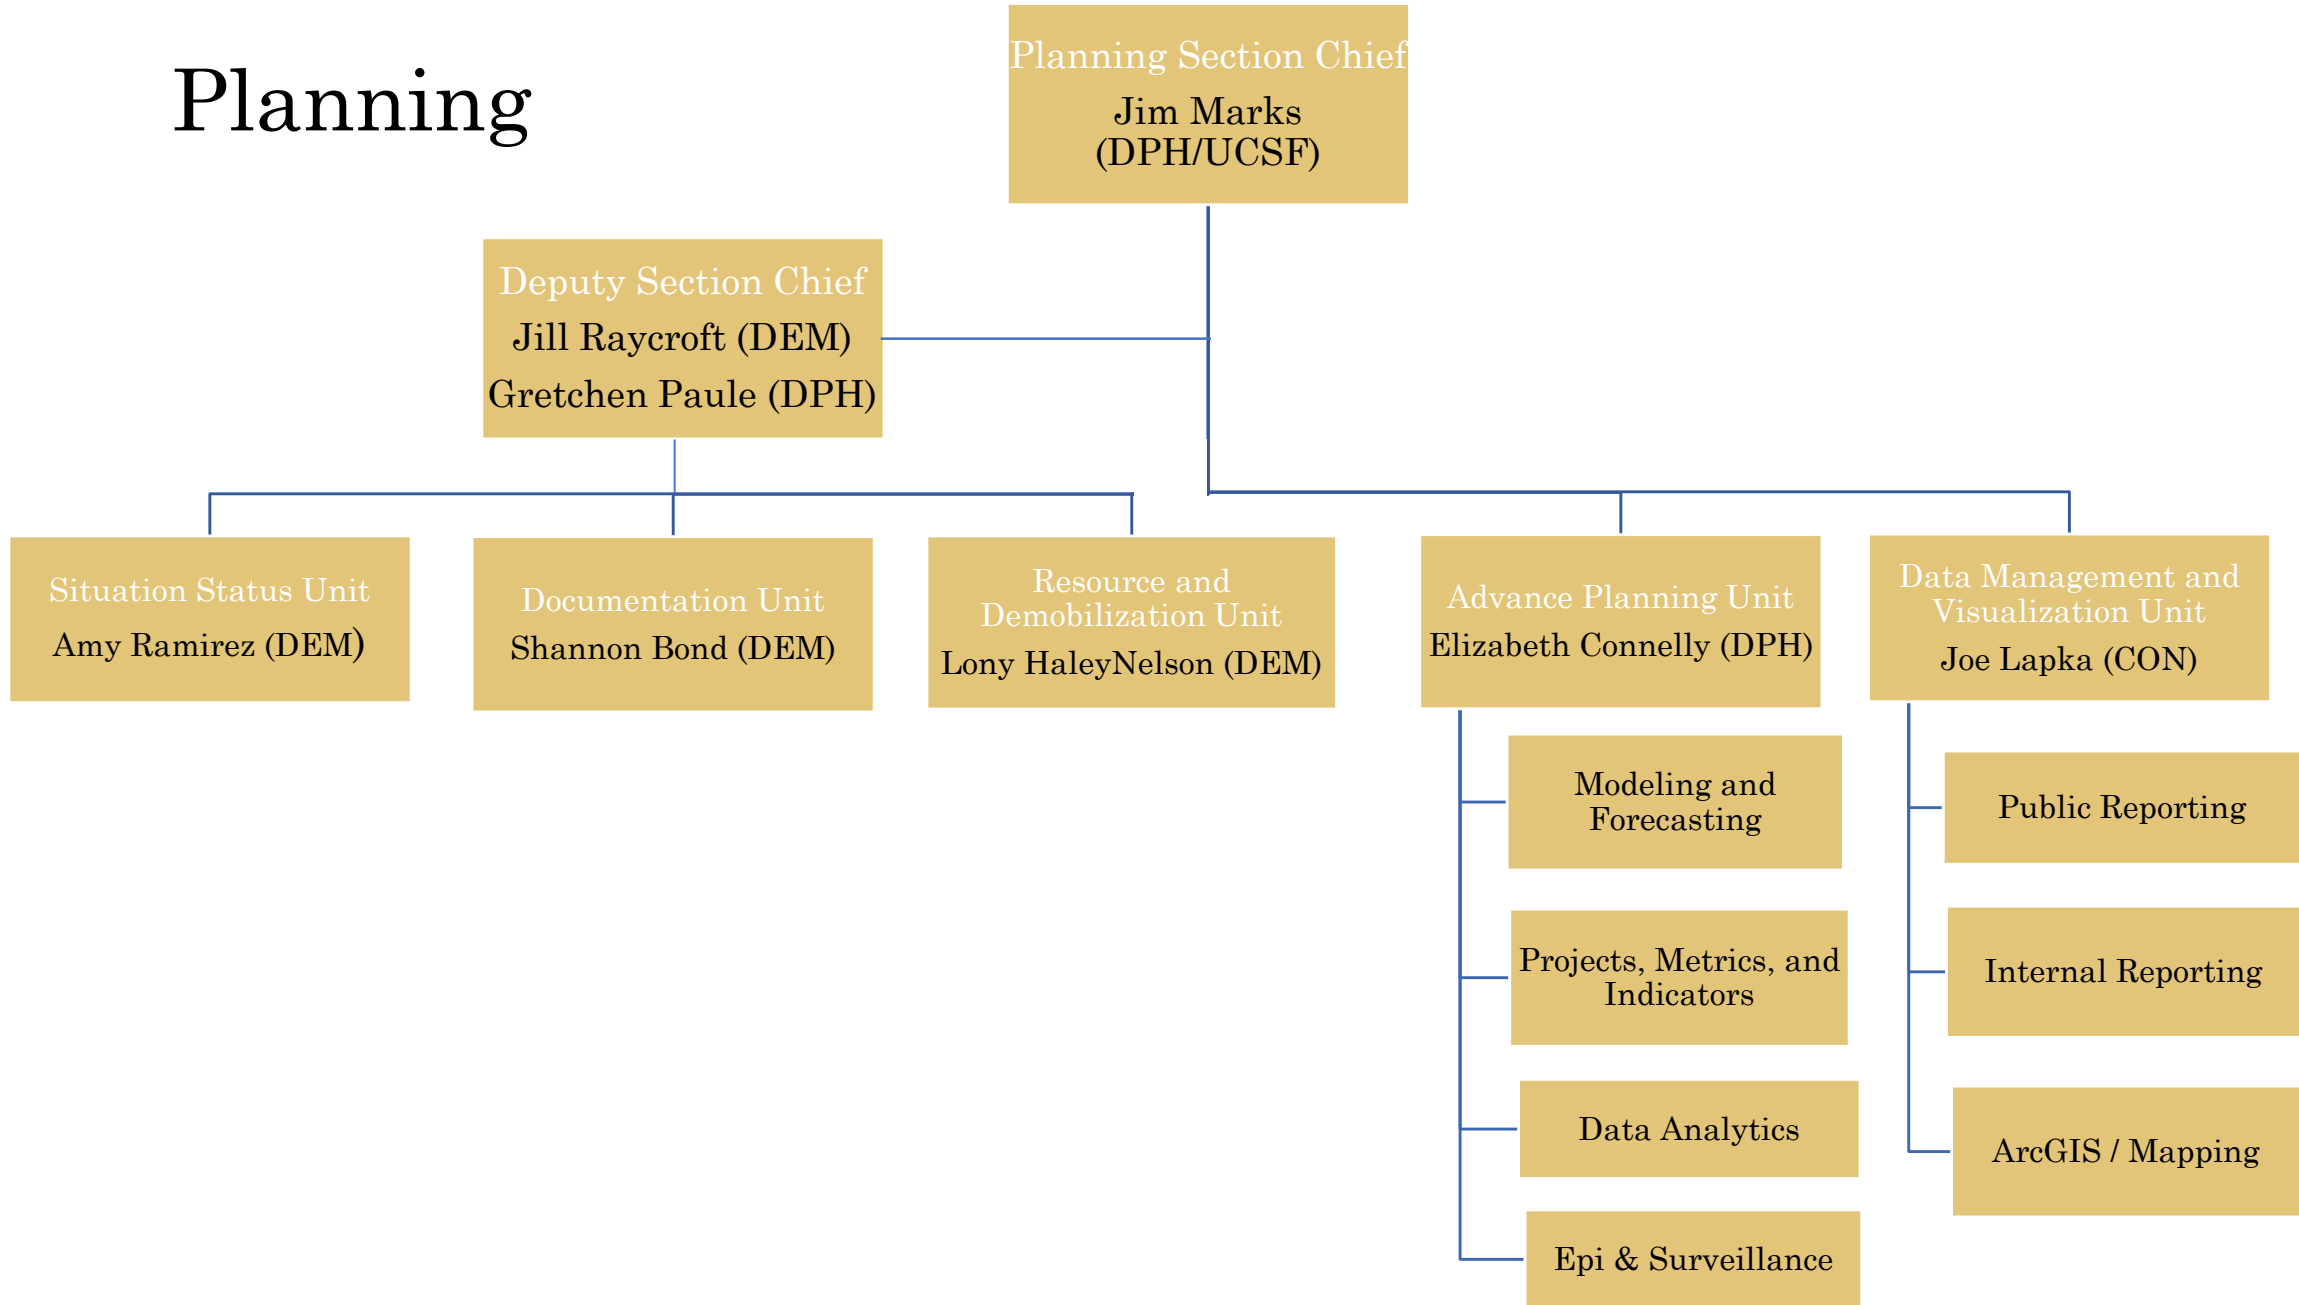 Planning
Planning Section Chief
Jim Marks
(DPH/UCSF)
Deputy Section Chief
Jill Raycroft (DEM)
Gretchen Paule (DPH)
Situation Status Unit
Amy Ramirez (DEM)
Documentation Unit
Shannon Bond (DEM)
Resource and
Demobilization Unit
Lony HaleyNelson (DEM)
Advance Planning Unit
Elizabeth Connelly (DPH)
Data Management and
Visualization Unit
Joe Lapka (CON)
Modeling and
Forecasting
Projects, Metrics, and
Indicators
Data Analytics
Epi & Surveillance
Public Reporting
Internal Reporting
ArcGIS / Mapping